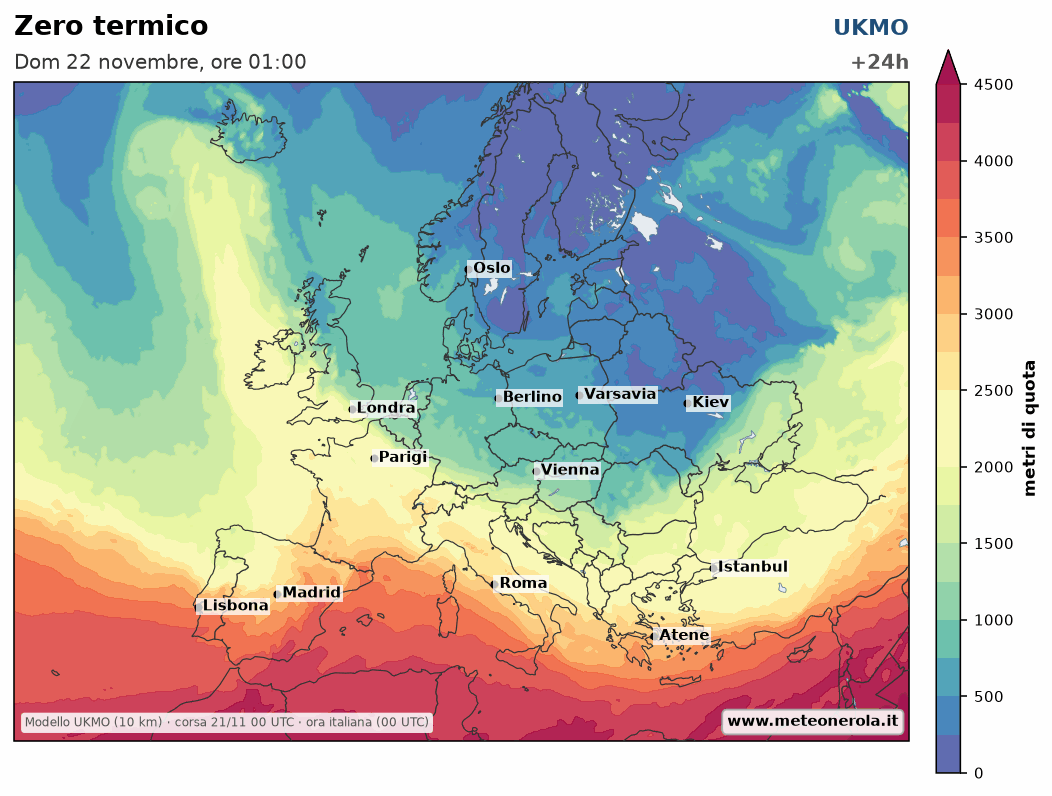 Zero termico
UKMO
Dom 22 novembre, ore 01:00
+24h
4500
4000
3500
3000
2500
2000
1500
1000
500
0
metri di quota
Oslo
Berlino
Varsavia
Kiev
Londra
Parigi
Vienna
Istanbul
Roma
Madrid
Lisbona
Atene
Modello UKMO (10 km) · corsa 21/11 00 UTC · ora italiana (00 UTC)
www.meteonerola.it